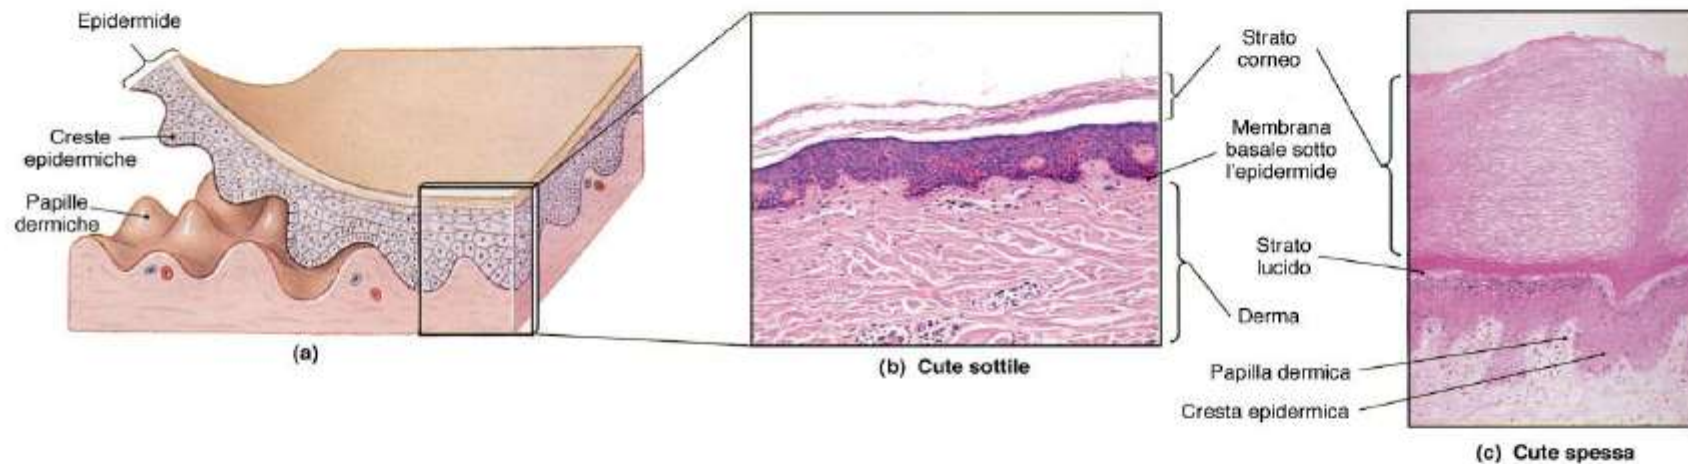 Epidermide
Creste
epidermiche
Papille
dermiche
(a)
(b) Cute sottile
Strato
corneo
Membrana
basale sotto
l'epidermide
Strato
lucido
Derma
Papilla dermica
Cresta epidermica
(c) Cute spessa